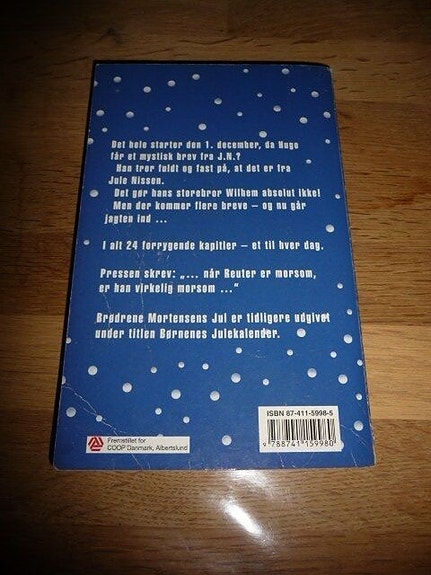 Det hele starter den 1. december, da Hugo
får et mystisk brev fra J.N.?
Han tror fuldt og fast på, at det er fra
Jule Nissen.
Det gør hans storebror Wilhem absolut ikke!
Men der kommer flere breve – og nu går
jagten ind ...
I alt 24 forrygende kapitler – et til hver dag.
Pressen skrev: „... når Reuter er morsom,
er han virkelig morsom ..."
Brødrene Mortensens Jul er tidligere udgivet
under titlen Børnenes Julekalender.
ISBN 87-411-5998-5
9 788741 159980
Fremstillet for
COOP Danmark, Albertslund